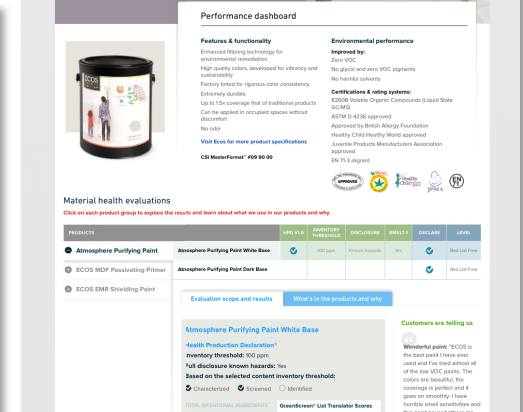 Performance dashboard
Features & functionality
Enhanced filtering technology for
environmental remediation
High quality colors, developed for vibrancy and
sustainability
Factory tinted for rigorous color consistency
Extremely durable
Up to 1.5x coverage that of traditional products
Can be applied in occupied spaces without
discomfort
No odor
Visit Ecos for more product specifications
CSI MasterFormat™ #09 90 00
Environmental performance
Improved by:
Zero VOC
No glycol and zero VOC pigments
No harmful solvents
Certifications & rating systems:
8260B Volatile Organic Compounds (Liquid State
GC/MS)
ASTM D-4236 approved
Approved by British Allergy Foundation
Healthy Child Healthy World approved
Juvenile Products Manufacturers Association
approved
EN 71-3 aligned
ECOS
APPROVED
Healthy
Child
JPMA
EN
71
Material health evaluations
Click on each product group to explore the results and learn about what we use in our products and why.
PRODUCTS
HPD V1.0
INVENTORY
THRESHOLD
DISCLOSURE
DECLARE
LEVEL
Atmosphere Purifying Paint
Atmosphere Purifying Paint White Base
100 ppm
Known hazards
Yes
Red List Free
ECOS MDF Passivating Primer
Atmosphere Purifying Paint Dark Base
Red List Free
ECOS EMR Shielding Paint
Evaluation scope and results
What's in the products and why
Atmosphere Purifying Paint White Base
Health Production Declaration®
Inventory threshold: 100 ppm
Full disclosure known hazards: Yes
Based on the selected content inventory threshold:
Characterized
Screened
Identified
TOTAL INTENTIONAL INGREDIENTS
GreenScreen® List Translator Scores
Customers are telling us
Wonderful paint: "ECOS is
the best paint I have ever
used and I've tried almost all
of the low VOC paints. The
colors are beautiful, the
coverage is perfect and it
goes on smoothly. I have
horrible smell sensitivities and